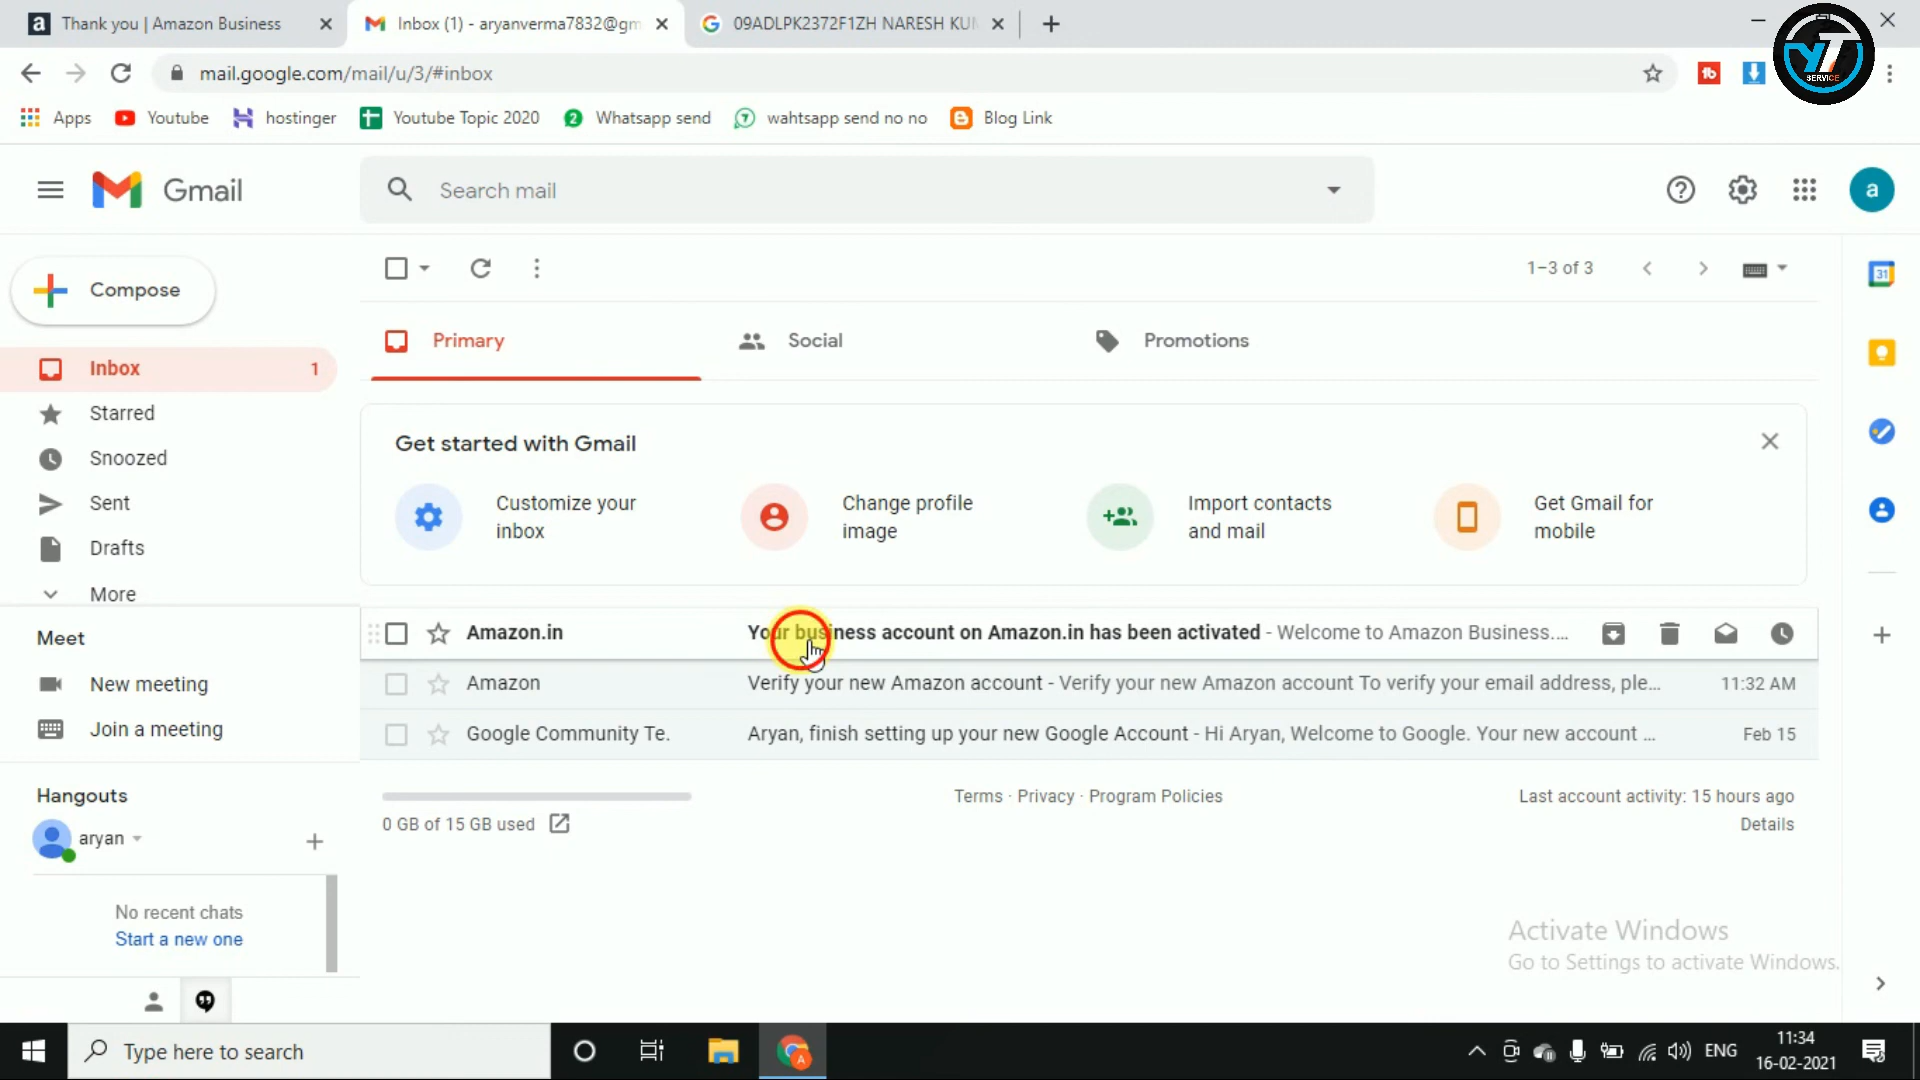 Thank you | Amazon Business
Inbox (1) - aryanverma7832@gm
09ADLPK2372F1ZH NARESH KU
mail.google.com/mail/u/3/#inbox
YT
SERVICE
Apps
Youtube
hostinger
Youtube Topic 2020
Whatsapp send
wahtsapp send no no
Blog Link
Gmail
Search mail
a
Compose
1–3 of 3
31
Primary
Social
Promotions
Inbox 1
Starred
Snoozed
Sent
Drafts
More
Get started with Gmail
Customize your
inbox
Change profile
image
Import contacts
and mail
Get Gmail for
mobile
Amazon.in Your business account on Amazon.in has been activated - Welcome to Amazon Business....
Amazon Verify your new Amazon account - Verify your new Amazon account To verify your email address, ple... 11:32 AM
Google Community Te. Aryan, finish setting up your new Google Account - Hi Aryan, Welcome to Google. Your new account ... Feb 15
Meet
New meeting
Join a meeting
Hangouts
aryan
No recent chats
Start a new one
0 GB of 15 GB used
Terms · Privacy · Program Policies
Last account activity: 15 hours ago
Details
Activate Windows
Go to Settings to activate Windows.
Type here to search
ENG
11:34
16-02-2021